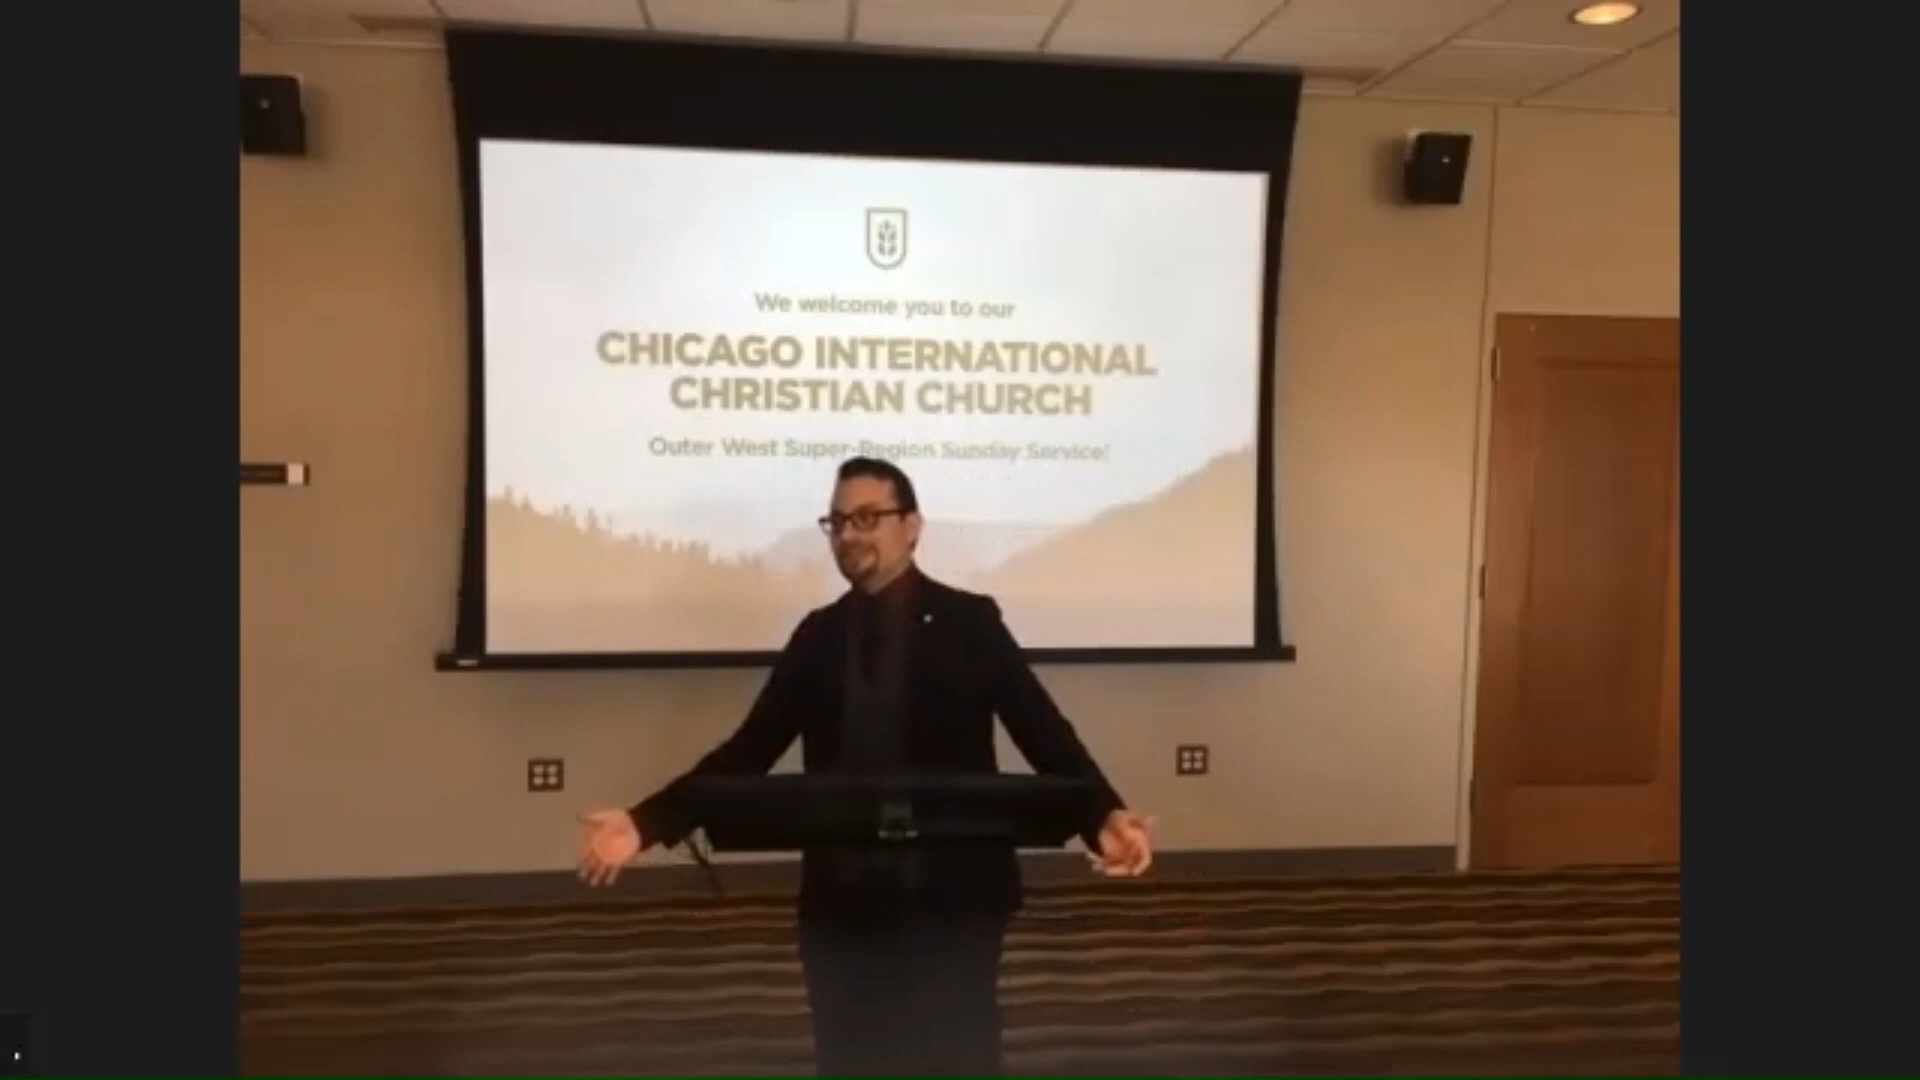 We welcome you to our
CHICAGO INTERNATIONAL
CHRISTIAN CHURCH
Outer West Super-Region Sunday Service!